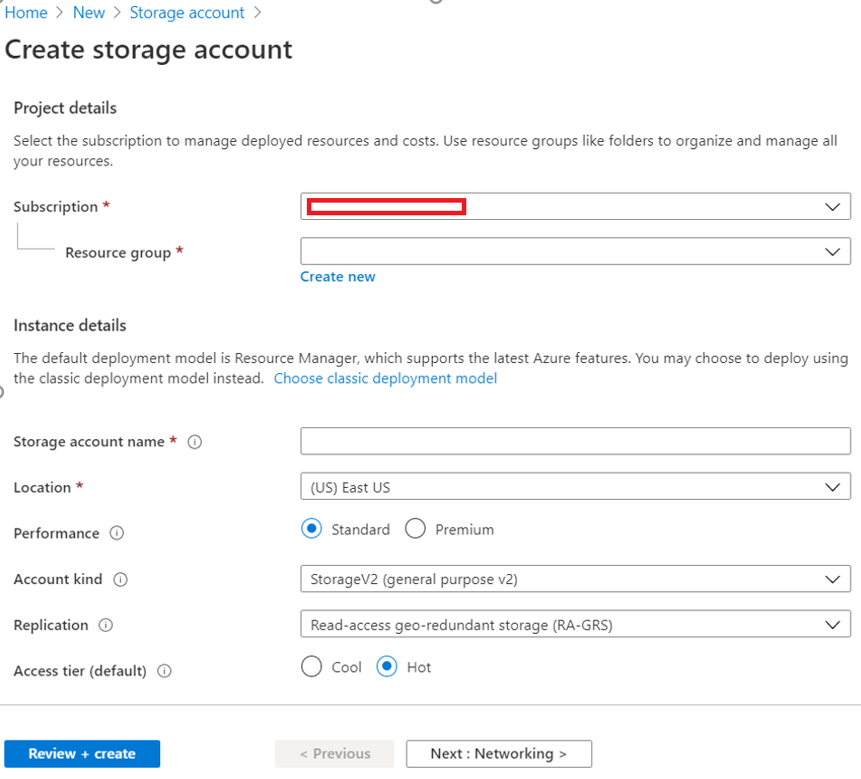 Home > New > Storage account >
Create storage account
Project details
Select the subscription to manage deployed resources and costs. Use resource groups like folders to organize and manage all
your resources.
Subscription *
Resource group *
Create new
Instance details
The default deployment model is Resource Manager, which supports the latest Azure features. You may choose to deploy using
the classic deployment model instead. Choose classic deployment model
Storage account name *
Location * (US) East US
Performance Standard Premium
Account kind StorageV2 (general purpose v2)
Replication Read-access geo-redundant storage (RA-GRS)
Access tier (default) Cool Hot
Review + create < Previous Next : Networking >